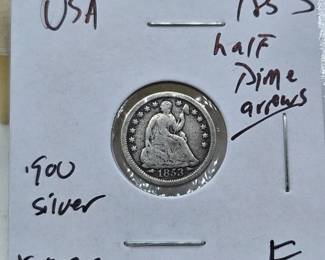 USA 1853
half
Dime
arrows
1853
.900
silver
F